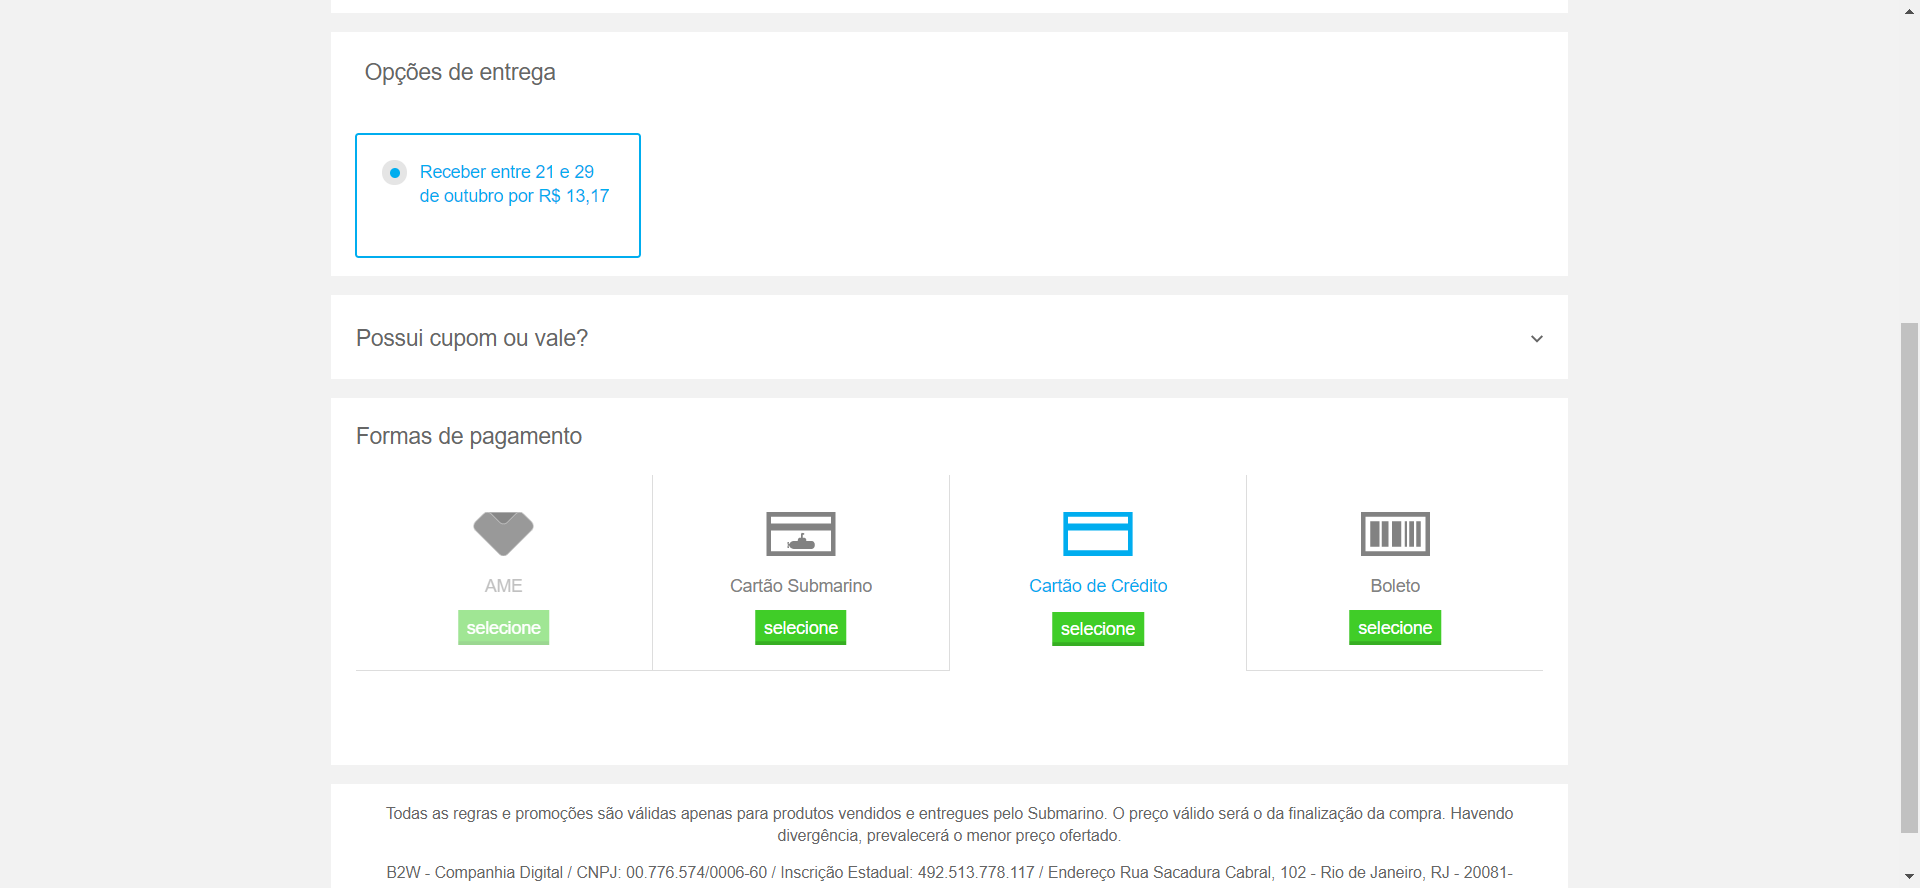 Opções de entrega
Receber entre 21 e 29
de outubro por R$ 13,17
Possui cupom ou vale?
Formas de pagamento
AME
selecione
Cartão Submarino
selecione
Cartão de Crédito
selecione
Boleto
selecione
Todas as regras e promoções são válidas apenas para produtos vendidos e entregues pelo Submarino. O preço válido será o da finalização da compra. Havendo
divergência, prevalecerá o menor preço ofertado.
B2W - Companhia Digital / CNPJ: 00.776.574/0006-60 / Inscrição Estadual: 492.513.778.117 / Endereço Rua Sacadura Cabral, 102 - Rio de Janeiro, RJ - 20081-